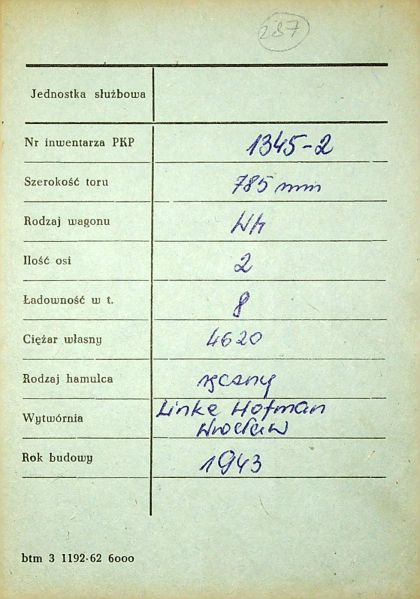 287
Jednostka służbowa
Nr inwentarza PKP 1345-2
Szerokość toru 785 mm
Rodzaj wagonu Wh
Ilość osi 2
Ładowność w t. 8
Ciężar własny 4620
Rodzaj hamulca ręczny
Wytwórnia Linke Hofman
Wrocław
Rok budowy 1943
btm 3 1192-62 6000